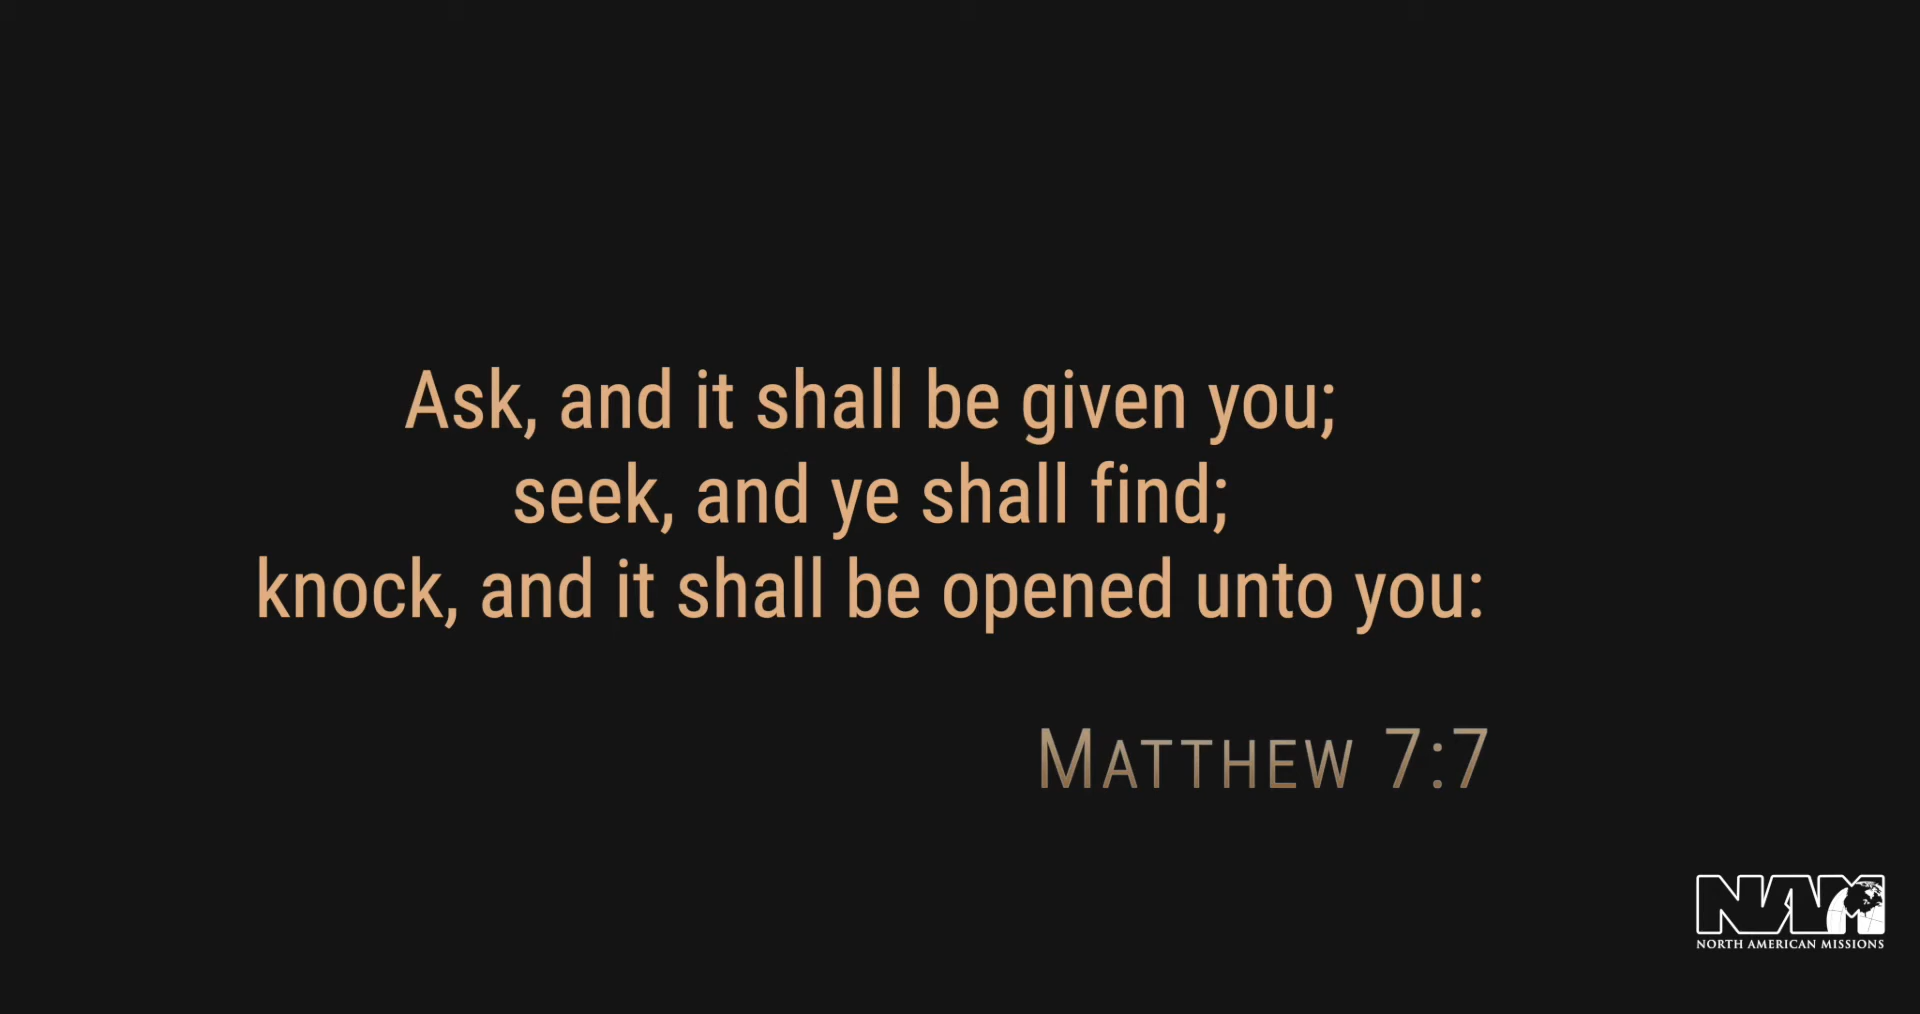 Ask, and it shall be given you;
seek, and ye shall find;
knock, and it shall be opened unto you:
MATTHEW 7:7
NAM
NORTH AMERICAN MISSIONS